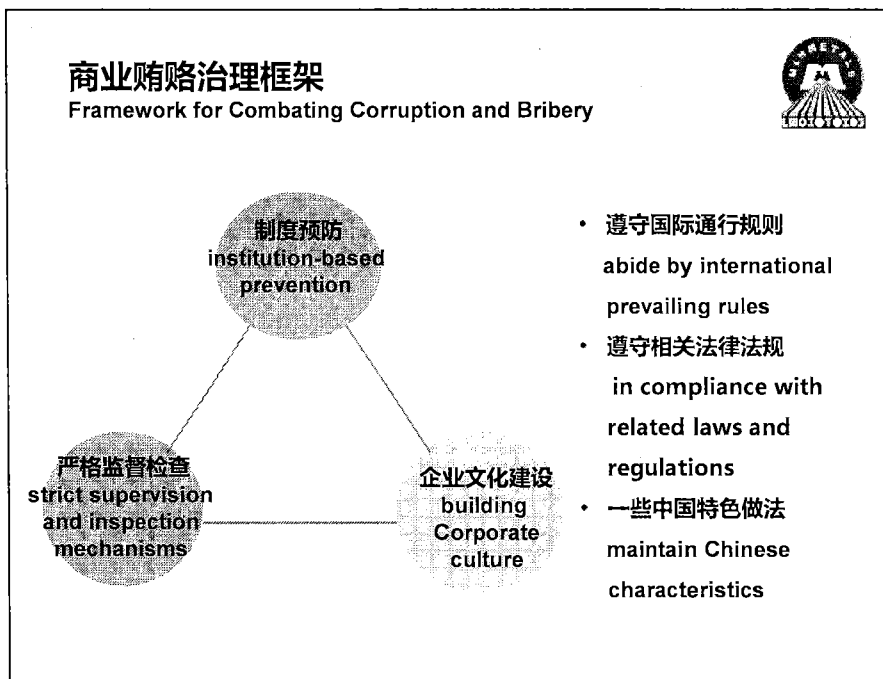 商业贿赂治理框架
Framework for Combating Corruption and Bribery
MINMETALS
制度预防
institution-based
prevention
严格监督检查
strict supervision
and inspection
mechanisms
企业文化建设
building
Corporate
culture
• 遵守国际通行规则
abide by international
prevailing rules
• 遵守相关法律法规
in compliance with
related laws and
regulations
• 一些中国特色做法
maintain Chinese
characteristics